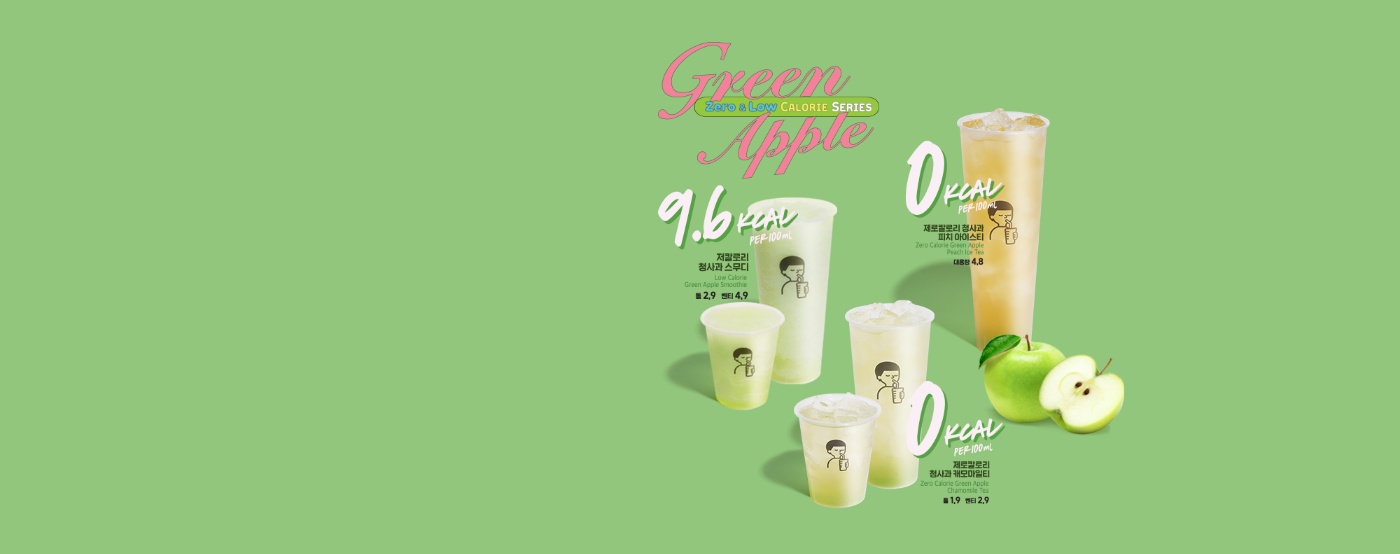 Green
Zero & Low CALORIE SERIES
Apple
0 KCAL
PER 100mL
제로칼로리 청사과
피치 아이스티
Zero Calorie Green Apple
Peach Ice Tea
대용량 4.8
9.6 KCAL
PER 100mL
저칼로리
청사과 스무디
Low Calorie
Green Apple Smoothie
톨 2.9 벤티 4.9
0 KCAL
PER 100mL
제로칼로리
청사과 캐모마일티
Zero Calorie Green Apple
Chamomile Tea
톨 1.9 벤티 2.9